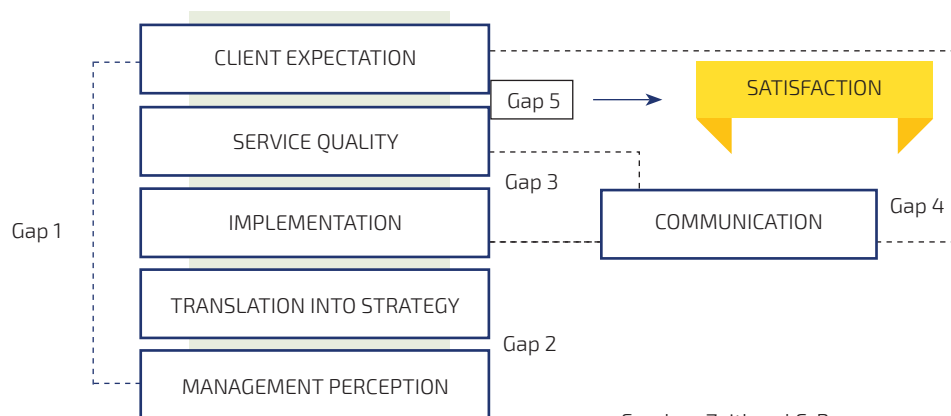 CLIENT EXPECTATION
Gap 5
SATISFACTION
SERVICE QUALITY
Gap 3
IMPLEMENTATION
COMMUNICATION
Gap 4
Gap 1
TRANSLATION INTO STRATEGY
Gap 2
MANAGEMENT PERCEPTION